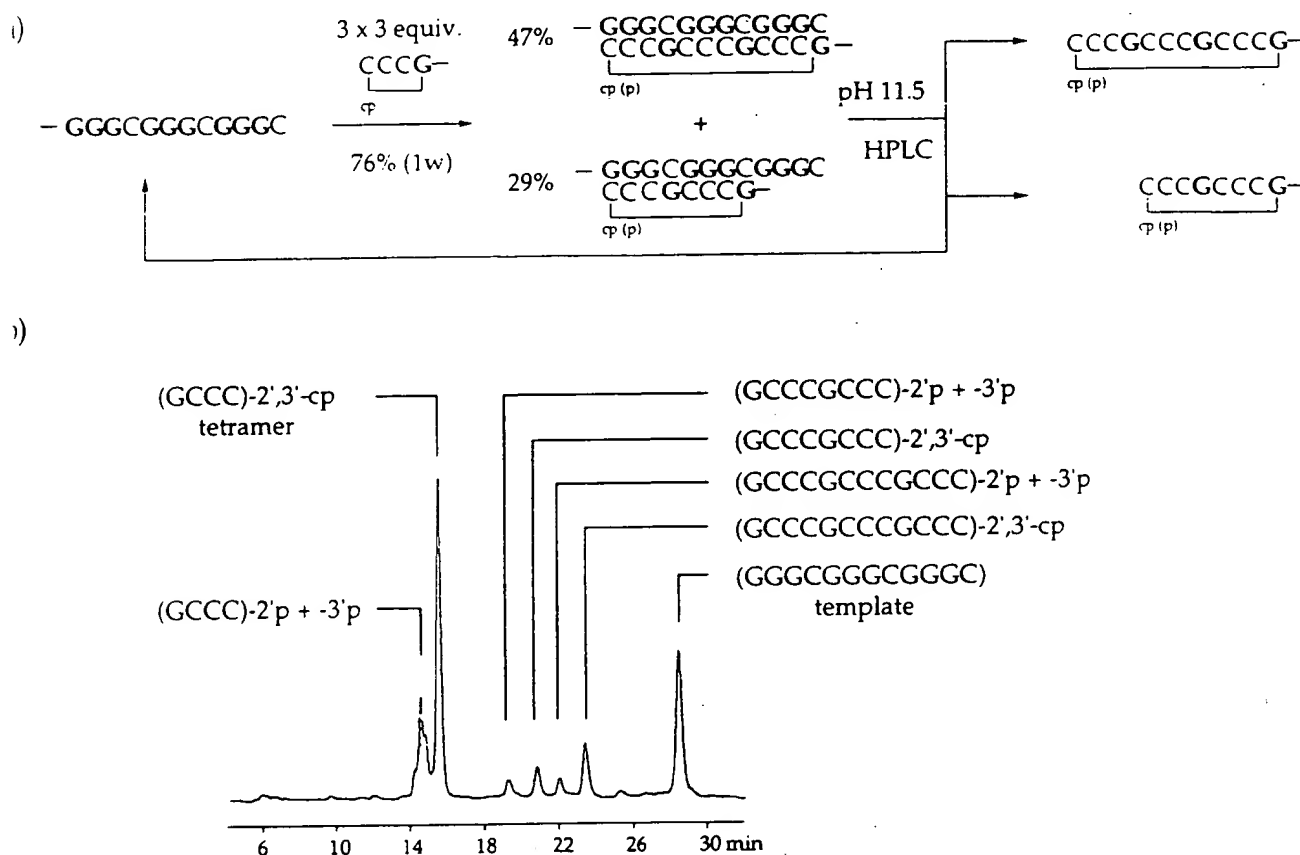 3 x 3 equiv.
CCCG–
cp
– GGGCGGGCGGGC
76% (1w)
47%
– GGGCGGGCGGGC
CCCGCCCGCCCG–
cp (p)
+
29%
– GGGCGGGCGGGC
CCCGCCCG–
cp (p)
pH 11.5
HPLC
CCCGCCCGCCCG–
cp (p)
CCCGCCCG–
cp (p)
(GCCC)-2',3'-cp
tetramer
(GCCC)-2'p + -3'p
(GCCCGCCC)-2'p + -3'p
(GCCCGCCC)-2',3'-cp
(GCCCGCCCGCCC)-2'p + -3'p
(GCCCGCCCGCCC)-2',3'-cp
(GGGCGGGCGGGC)
template
6 10 14 18 22 26 30 min